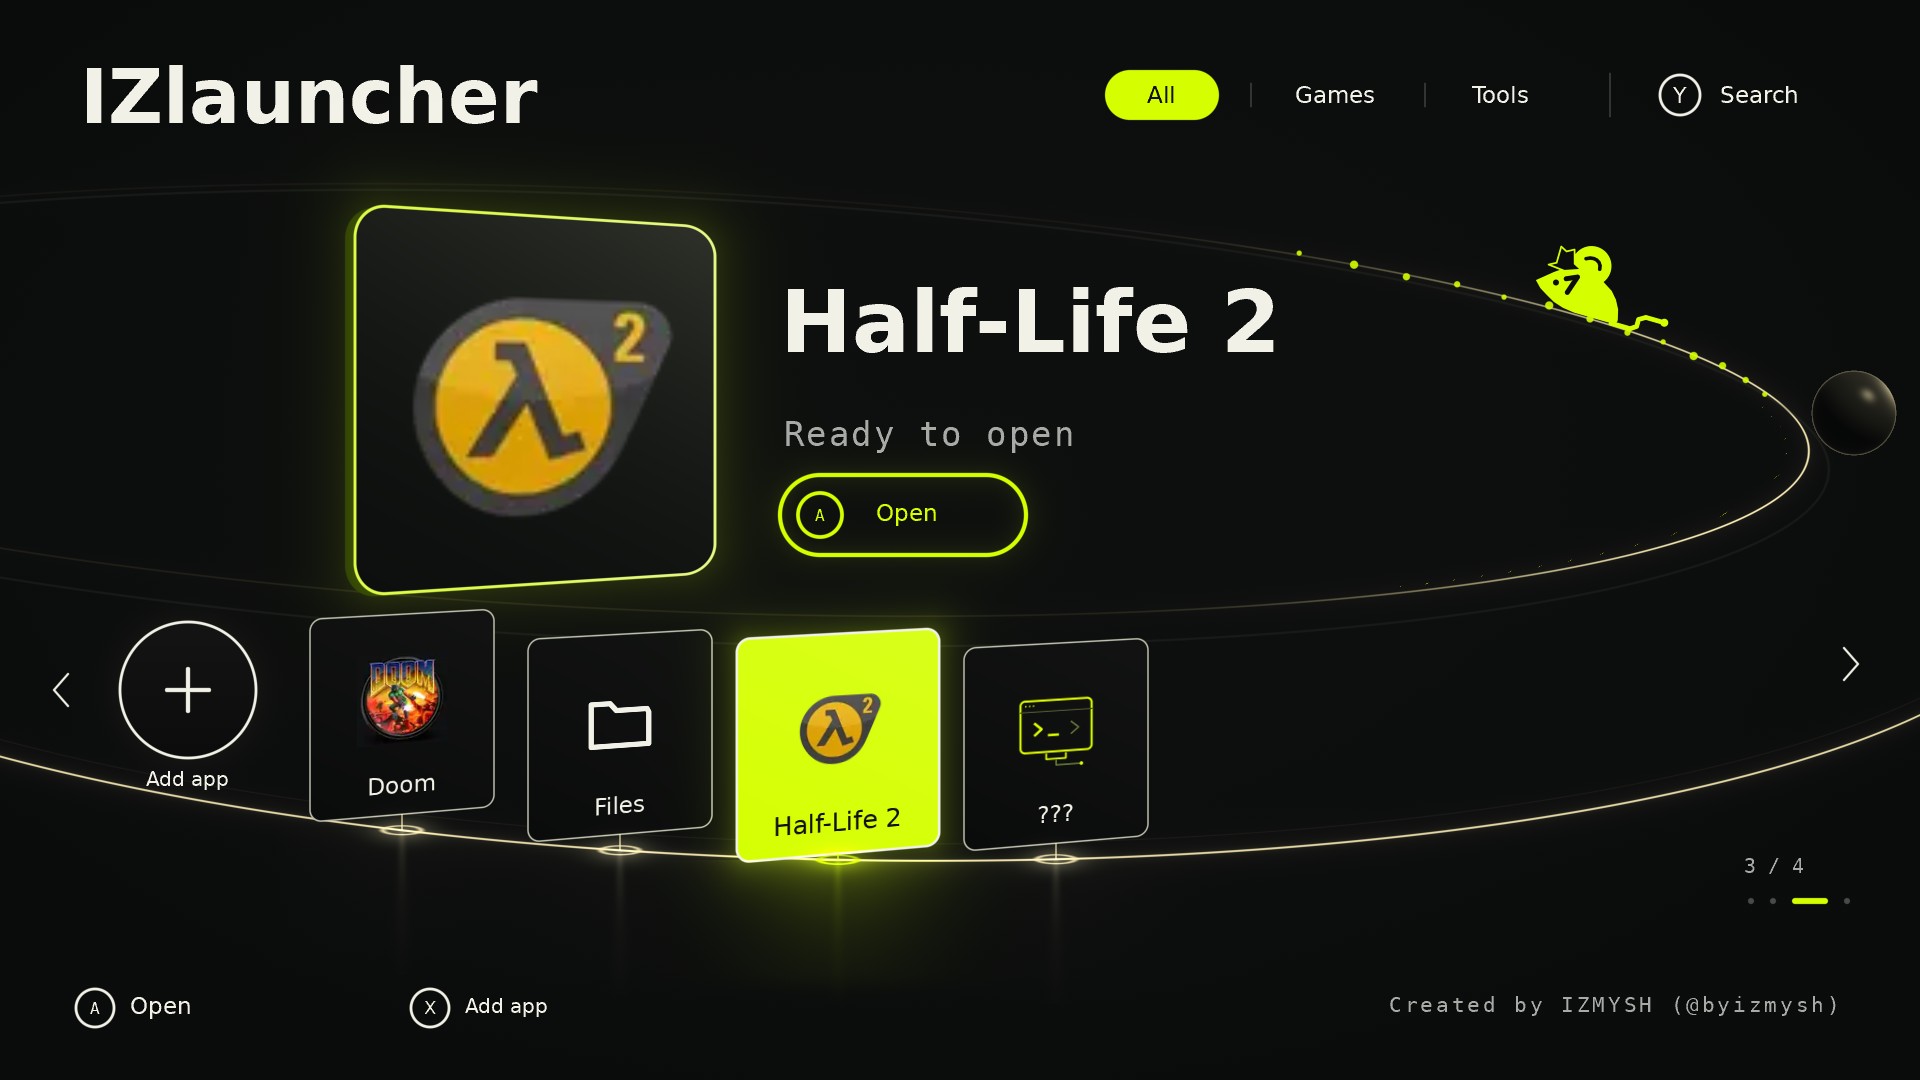 IZlauncher
All
Games
Tools
Y
Search
2
Half-Life 2
Ready to open
A
Open
Add app
DOOM
Doom
Files
2
Half-Life 2
???
3 / 4
A
Open
X
Add app
Created by IZMYSH (@byizmysh)